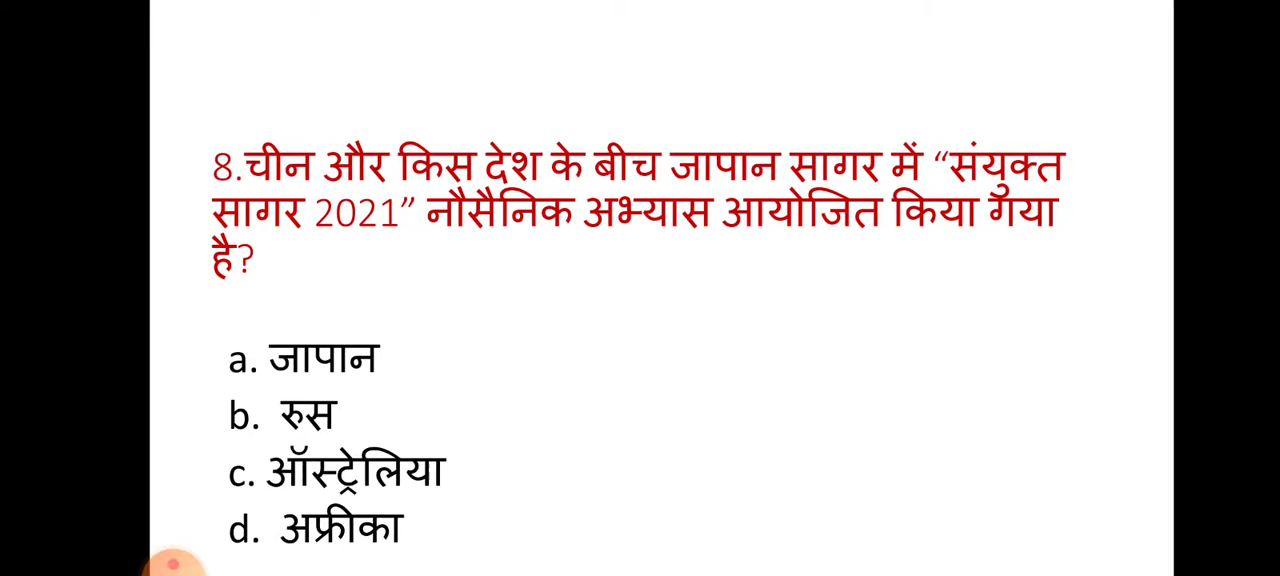 8.चीन और किस देश के बीच जापान सागर में “संयुक्त
सागर 2021” नौसैनिक अभ्यास आयोजित किया गया
है?
a. जापान
b. रुस
c. ऑस्ट्रेलिया
d. अफ्रीका